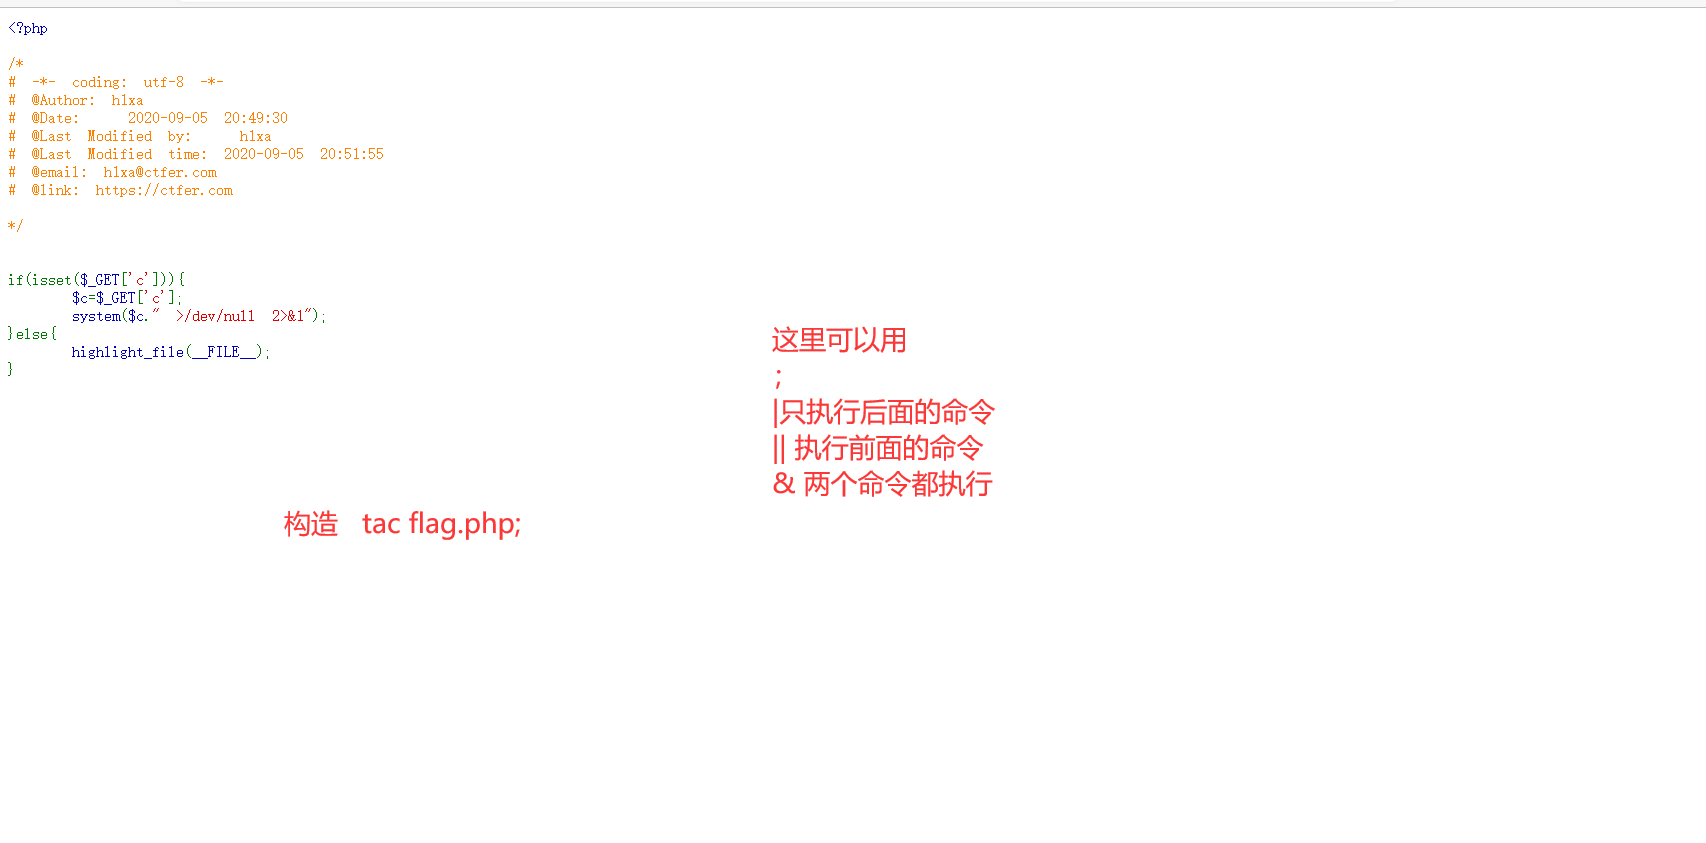 <?php
/*
# -*- coding: utf-8 -*-
# @Author: h1xa
# @Date: 2020-09-05 20:49:30
# @Last Modified by: h1xa
# @Last Modified time: 2020-09-05 20:51:55
# @email: h1xa@ctfer.com
# @link: https://ctfer.com
*/
if(isset($_GET['c'])){
$c=$_GET['c'];
system($c." >/dev/null 2>&1");
}else{
highlight_file(__FILE__);
}
这里可以用
;
|只执行后面的命令
|| 执行前面的命令
& 两个命令都执行
构造 tac flag.php;